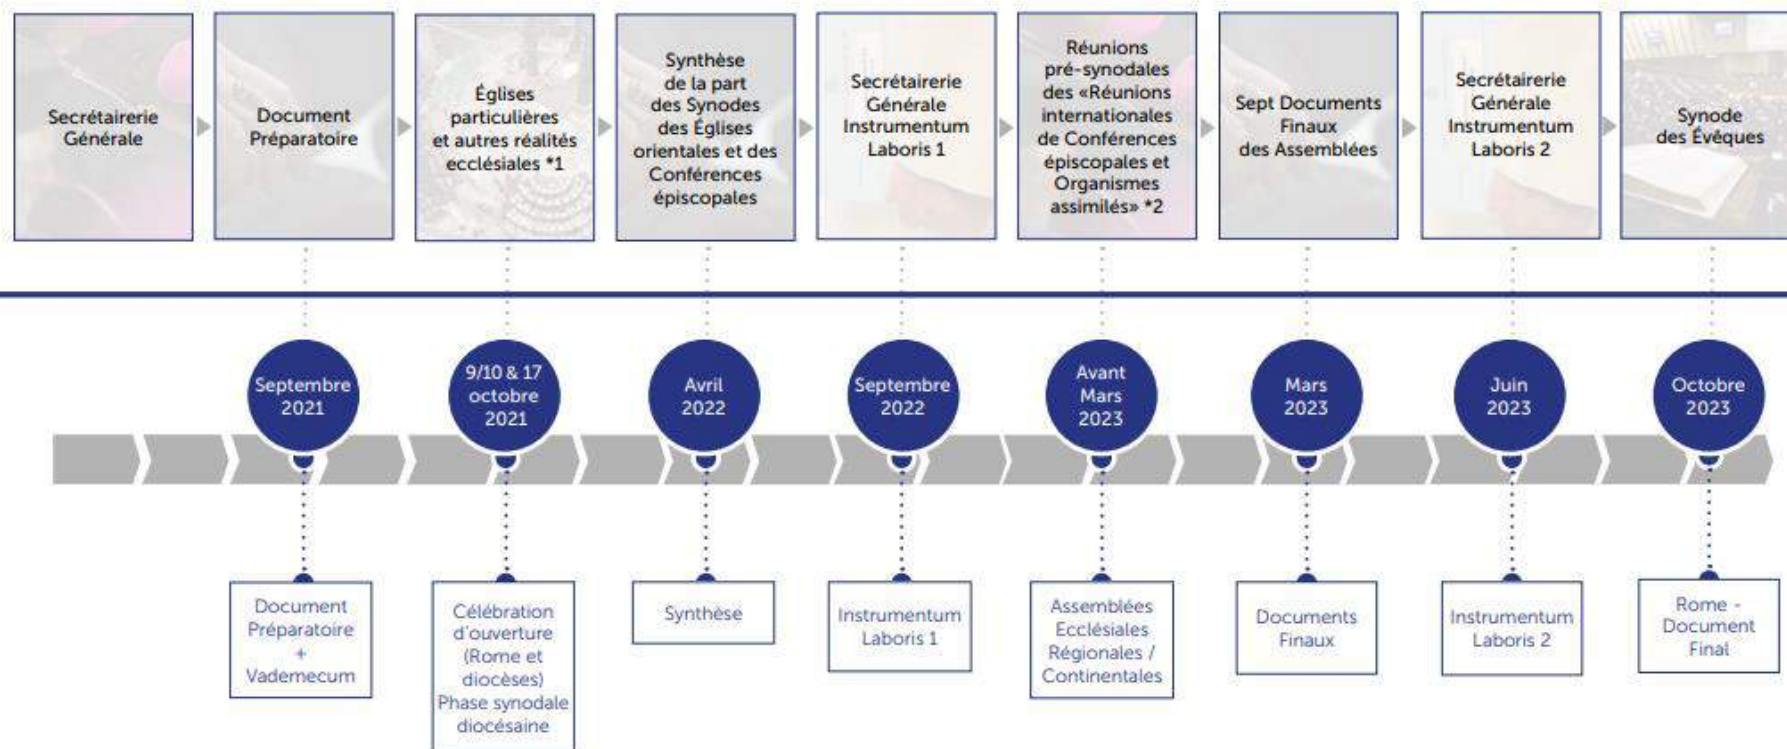 Secrétairerie
Générale
Document
Préparatoire
Églises
particulières
et autres réalités
ecclésiales *1
Synthèse
de la part
des Synodes
des Églises
orientales et des
Conférences
épiscopales
Secrétairerie
Générale
Instrumentum
Laboris 1
Réunions
pré-synodales
des «Réunions
internationales
de Conférences
épiscopales et
Organismes
assimilés» *2
Sept Documents
Finaux
des Assemblées
Secrétairerie
Générale
Instrumentum
Laboris 2
Synode
des Évêques
Septembre
2021
9/10 & 17
octobre
2021
Avril
2022
Septembre
2022
Avant
Mars
2023
Mars
2023
Juin
2023
Octobre
2023
Document
Préparatoire
+
Vademecum
Célébration
d'ouverture
(Rome et
diocèses)
Phase synodale
diocésaine
Synthèse
Instrumentum
Laboris 1
Assemblées
Ecclésiales
Régionales /
Continentales
Documents
Finaux
Instrumentum
Laboris 2
Rome -
Document
Final